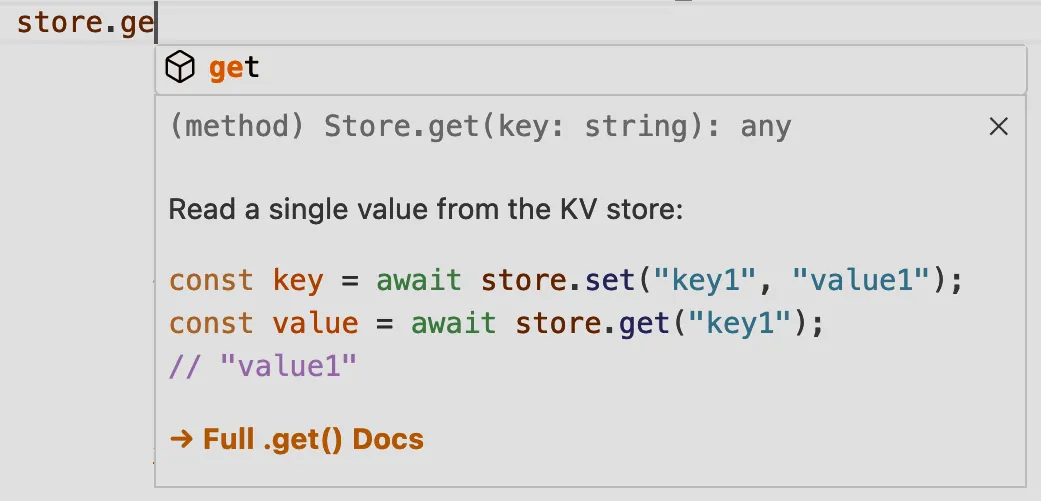 store.ge
get
(method) Store.get(key: string): any
Read a single value from the KV store:
const key = await store.set("key1", "value1");
const value = await store.get("key1");
// "value1"
→ Full .get() Docs